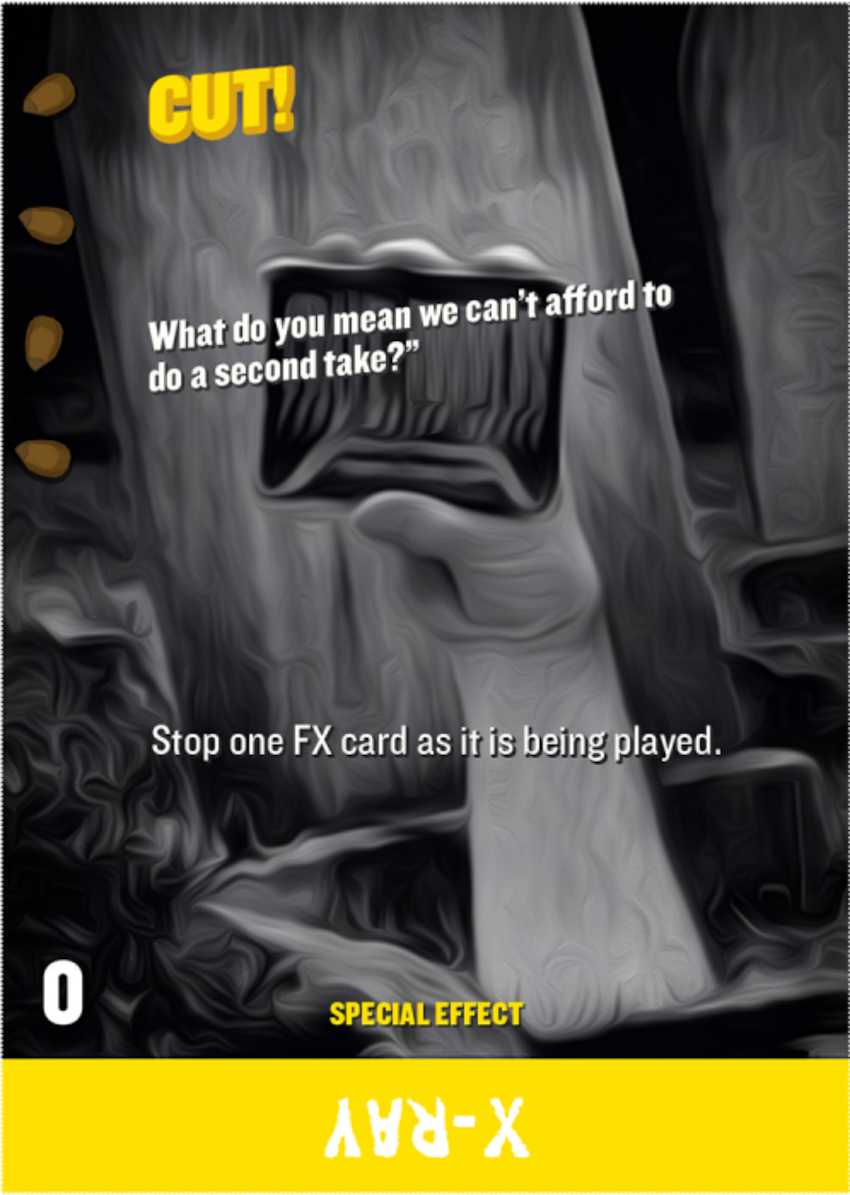 CUT!
What do you mean we can't afford to
do a second take?”
Stop one FX card as it is being played.
0
SPECIAL EFFECT
X-RAY